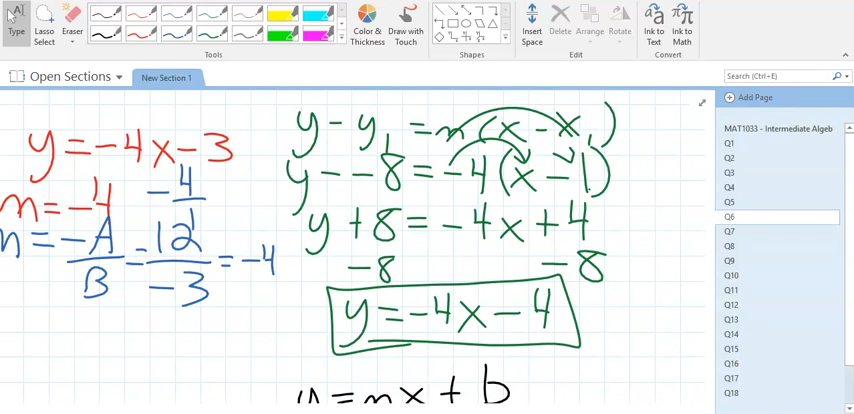 Type
Lasso
Select
Eraser
Color &
Thickness
Draw with
Touch
Insert
Space
Delete
Arrange
Rotate
Ink to
Text
Ink to
Math
Tools
Shapes
Edit
Convert
Open Sections
New Section 1
Search (Ctrl+E)
y = -4x - 3
m = -4
-4/1
m = -A/B = -12/-3 = -4
y - y₁ = m(x - x₁)
y - -8 = -4(x - 1)
y + 8 = -4x + 4
-8 -8
y = -4x - 4
y = mx + b
Add Page
MAT1033 - Intermediate Algeb
Q1
Q2
Q3
Q4
Q5
Q6
Q7
Q8
Q9
Q10
Q11
Q12
Q13
Q14
Q15
Q16
Q17
Q18